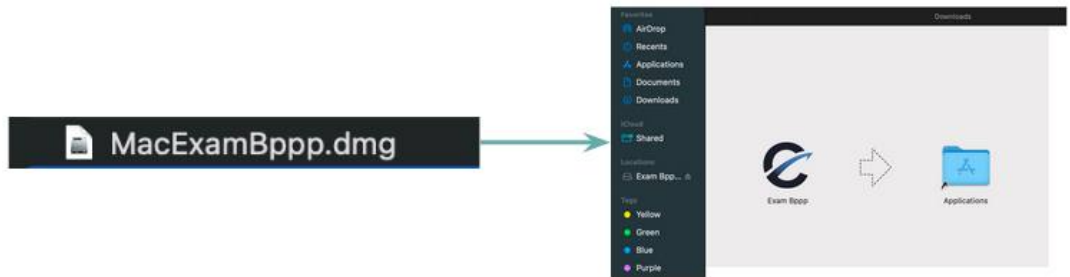 MacExamBppp.dmg
Favorites
AirDrop
Recents
Applications
Documents
Downloads
iCloud
Shared
Locations
Exam Bpp...
Tags
Yellow
Green
Blue
Purple
Downloads
Exam Bppp
Applications